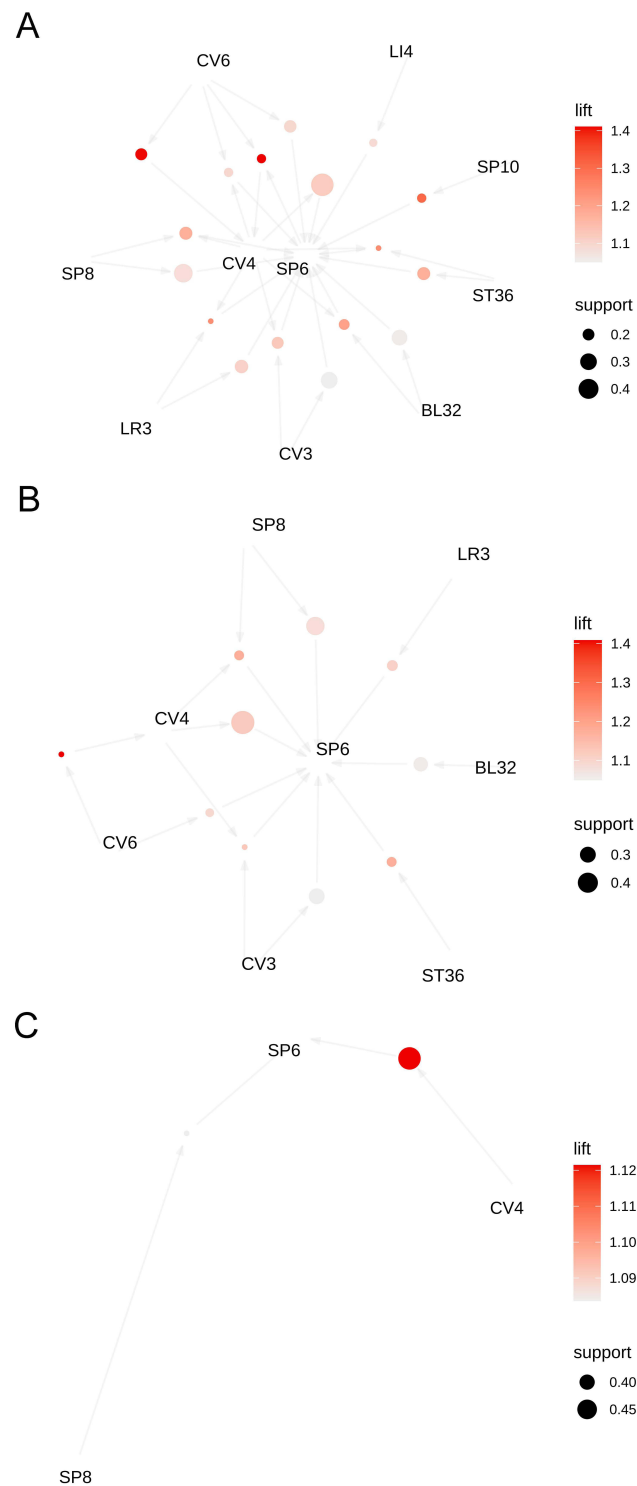 A
CV6
LI4
lift
1.4
SP10
1.3
1.2
1.1
CV4
SP6
SP8
ST36
support
0.2
0.3
0.4
BL32
LR3
CV3
B
SP8
LR3
lift
1.4
1.3
1.2
1.1
CV4
SP6
BL32
CV6
support
0.3
0.4
CV3
ST36
C
SP6
lift
1.12
1.11
1.10
1.09
CV4
support
0.40
0.45
SP8